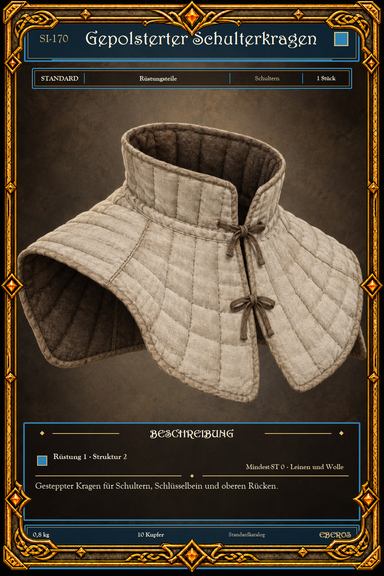 SI-170
Gepolsterter Schulterkragen
STANDARD
Rüstungsteile
Schultern
1 Stück
BESCHREIBUNG
Rüstung 1 · Struktur 2
Mindest-ST 0 · Leinen und Wolle
Gesteppter Kragen für Schultern, Schlüsselbein und oberen Rücken.
0,8 kg
10 Kupfer
Standardkatalog
EBEROS